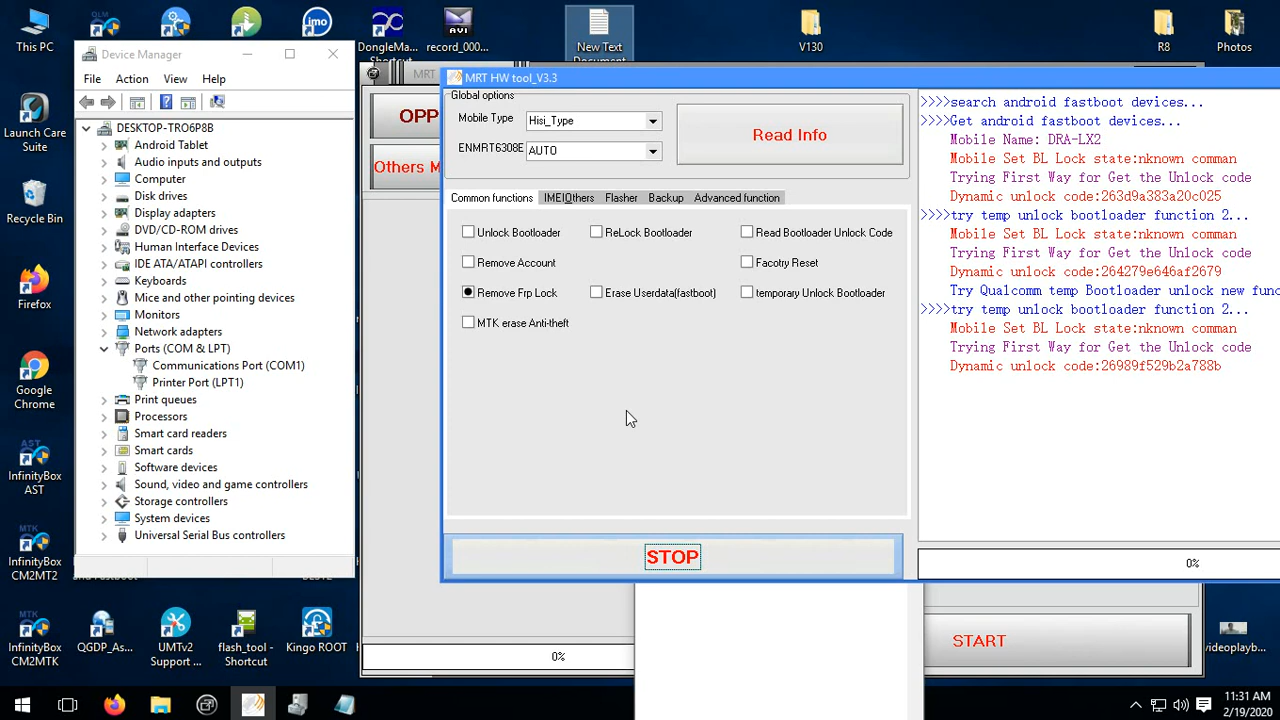 This PC
imo
DongleMa...
Shortcut
record_000...
New Text
Document
V130
R8
Photos
Launch Care
Suite
Recycle Bin
Firefox
Google
Chrome
InfinityBox
AST
InfinityBox
CM2MT2
InfinityBox
CM2MTK
QGDP_As...
UMTv2
Support ...
flash_tool -
Shortcut
Kingo ROOT
videoplayb...
Device Manager
File Action View Help
DESKTOP-TRO6P8B
Android Tablet
Audio inputs and outputs
Computer
Disk drives
Display adapters
DVD/CD-ROM drives
Human Interface Devices
IDE ATA/ATAPI controllers
Keyboards
Mice and other pointing devices
Monitors
Network adapters
Ports (COM & LPT)
Communications Port (COM1)
Printer Port (LPT1)
Print queues
Processors
Smart card readers
Smart cards
Software devices
Sound, video and game controllers
Storage controllers
System devices
Universal Serial Bus controllers
MRT
OPP
Others M
0%
START
MRT HW tool_V3.3
Global options
Mobile Type Hisi_Type
ENMRT6308E AUTO
Read Info
Common functions IMEIOthers Flasher Backup Advanced function
Unlock Bootloader ReLock Bootloader Read Bootloader Unlock Code
Remove Account Facotry Reset
Remove Frp Lock Erase Userdata(fastboot) temporary Unlock Bootloader
MTK erase Anti-theft
STOP
>>>>search android fastboot devices...
>>>>Get android fastboot devices...
Mobile Name: DRA-LX2
Mobile Set BL Lock state:nknown comman
Trying First Way for Get the Unlock code
Dynamic unlock code:263d9a383a20c025
>>>>try temp unlock bootloader function 2...
Mobile Set BL Lock state:nknown comman
Trying First Way for Get the Unlock code
Dynamic unlock code:264279e646af2679
Try Qualcomm temp Bootloader unlock new func
>>>>try temp unlock bootloader function 2...
Mobile Set BL Lock state:nknown comman
Trying First Way for Get the Unlock code
Dynamic unlock code:26989f529b2a788b
0%
11:31 AM
2/19/2020